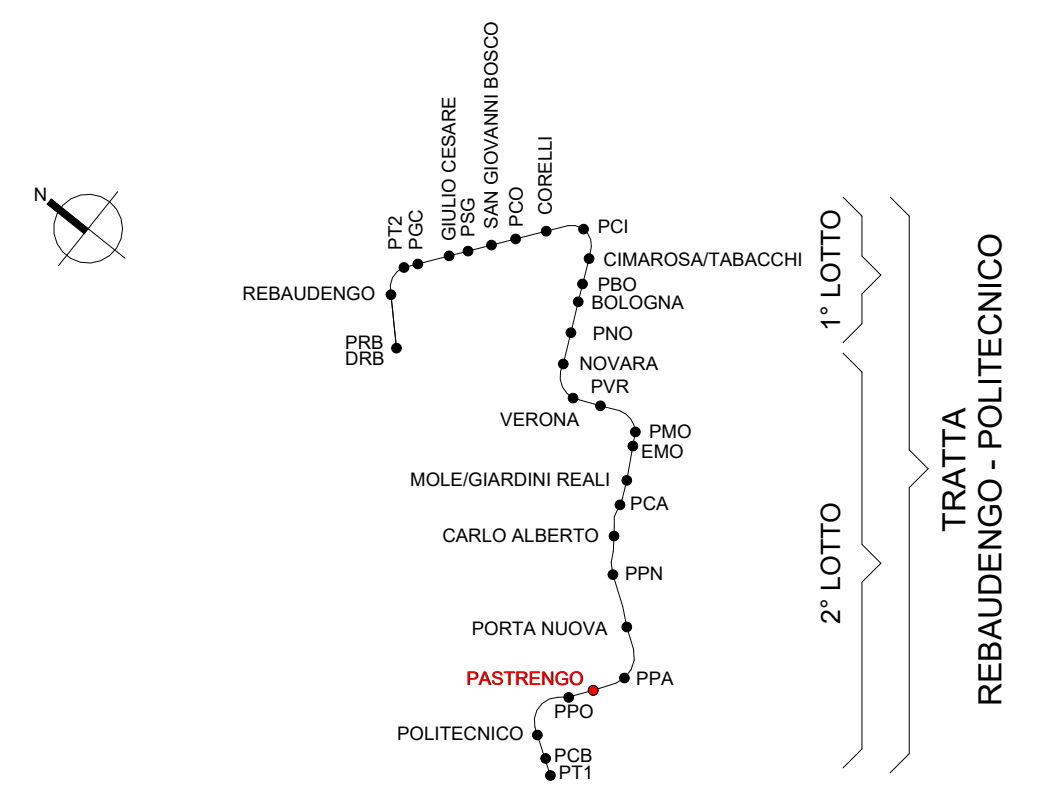 N
PT2
PGC
GIULIO CESARE
PSG
SAN GIOVANNI BOSCO
PCO
CORELLI
PCI
CIMAROSA/TABACCHI
REBAUDENGO
PBO
BOLOGNA
PRB
DRB
PNO
NOVARA
PVR
VERONA
PMO
EMO
MOLE/GIARDINI REALI
PCA
CARLO ALBERTO
PPN
PORTA NUOVA
PASTRENGO
PPA
PPO
POLITECNICO
PCB
PT1
1° LOTTO
2° LOTTO
TRATTA
REBAUDENGO - POLITECNICO